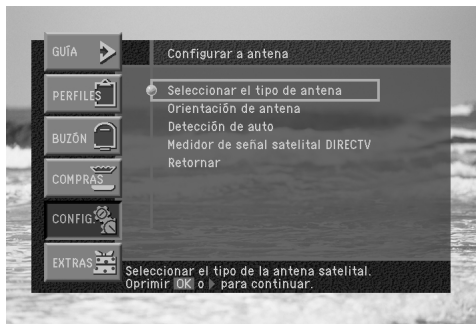 GUÍA
PERFILES
BUZÓN
COMPRAS
CONFIG.
EXTRAS
Configurar a antena
Seleccionar el tipo de antena
Orientación de antena
Detección de auto
Medidor de señal satelital DIRECTV
Retornar
Seleccionar el tipo de la antena satelital.
Oprimir OK o para continuar.